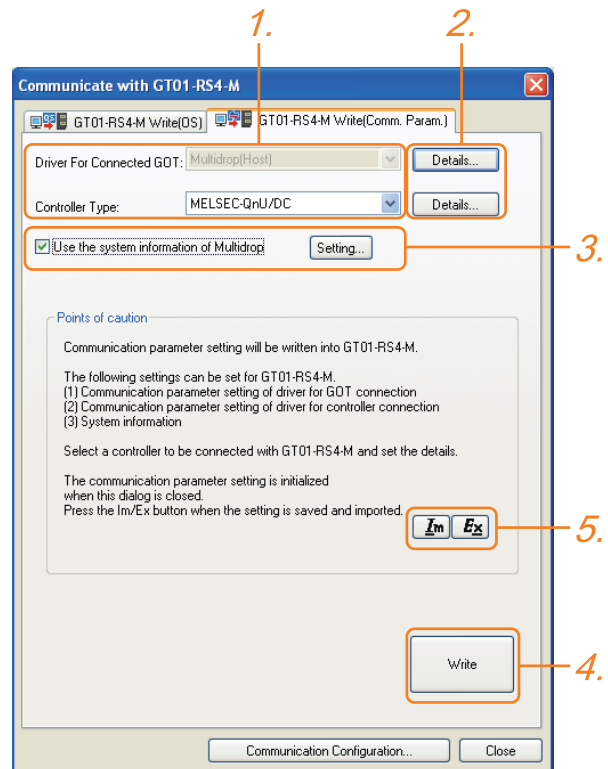 1.
2.
Communicate with GT01-RS4-M
GT01-RS4-M Write(OS)
GT01-RS4-M Write(Comm. Param.)
Driver For Connected GOT:
Multidrop(Host)
Details...
Controller Type:
MELSEC-QnU/DC
Details...
Use the system information of Multidrop
Setting...
3.
Points of caution
Communication parameter setting will be written into GT01-RS4-M.
The following settings can be set for GT01-RS4-M.
(1) Communication parameter setting of driver for GOT connection
(2) Communication parameter setting of driver for controller connection
(3) System information
Select a controller to be connected with GT01-RS4-M and set the details.
The communication parameter setting is initialized
when this dialog is closed.
Press the Im/Ex button when the setting is saved and imported.
Im
Ex
5.
Write
4.
Communication Configuration...
Close